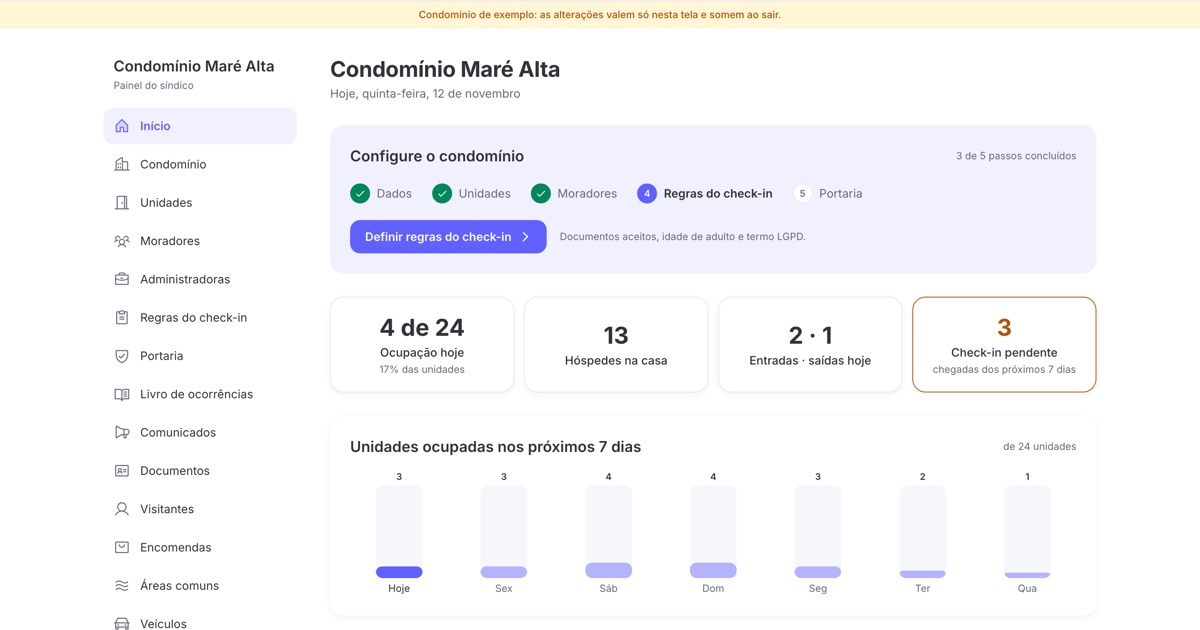 Condomínio de exemplo: as alterações valem só nesta tela e somem ao sair.
Condomínio Maré Alta
Painel do síndico
Início
Condomínio
Unidades
Moradores
Administradoras
Regras do check-in
Portaria
Livro de ocorrências
Comunicados
Documentos
Visitantes
Encomendas
Áreas comuns
Veículos
Condomínio Maré Alta
Hoje, quinta-feira, 12 de novembro
Configure o condomínio
3 de 5 passos concluídos
Dados
Unidades
Moradores
4 Regras do check-in
5 Portaria
Definir regras do check-in
Documentos aceitos, idade de adulto e termo LGPD.
4 de 24
Ocupação hoje
17% das unidades
13
Hóspedes na casa
2 · 1
Entradas · saídas hoje
3
Check-in pendente
chegadas dos próximos 7 dias
Unidades ocupadas nos próximos 7 dias
de 24 unidades
3 3 4 4 3 2 1
Hoje Sex Sáb Dom Seg Ter Qua